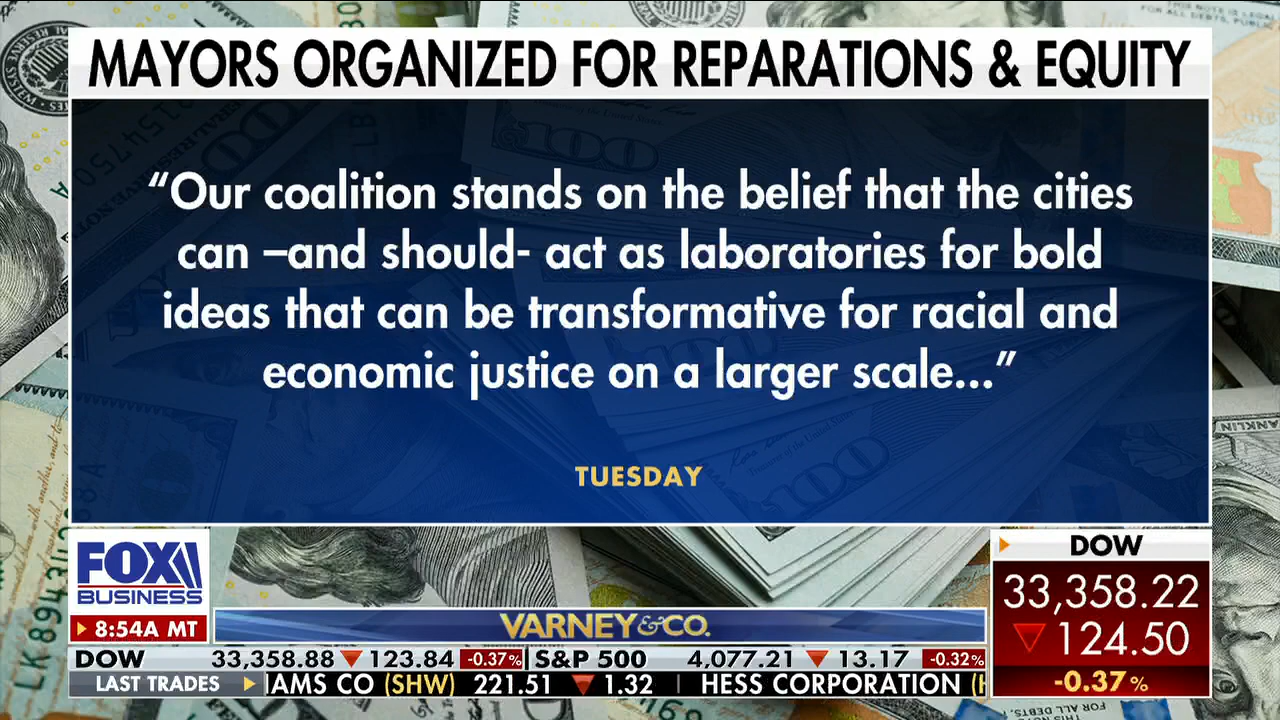 MAYORS ORGANIZED FOR REPARATIONS & EQUITY
“Our coalition stands on the belief that the cities
can –and should- act as laboratories for bold
ideas that can be transformative for racial and
economic justice on a larger scale...”
TUESDAY
FOX
BUSINESS
8:54A MT
VARNEY & CO.
DOW
33,358.22
124.50
-0.37%
DOW 33,358.88 123.84 -0.37% S&P 500 4,077.21 13.17 -0.32%
LAST TRADES AMS CO (SHW) 221.51 1.32 | HESS CORPORATION (H
100
LK8943